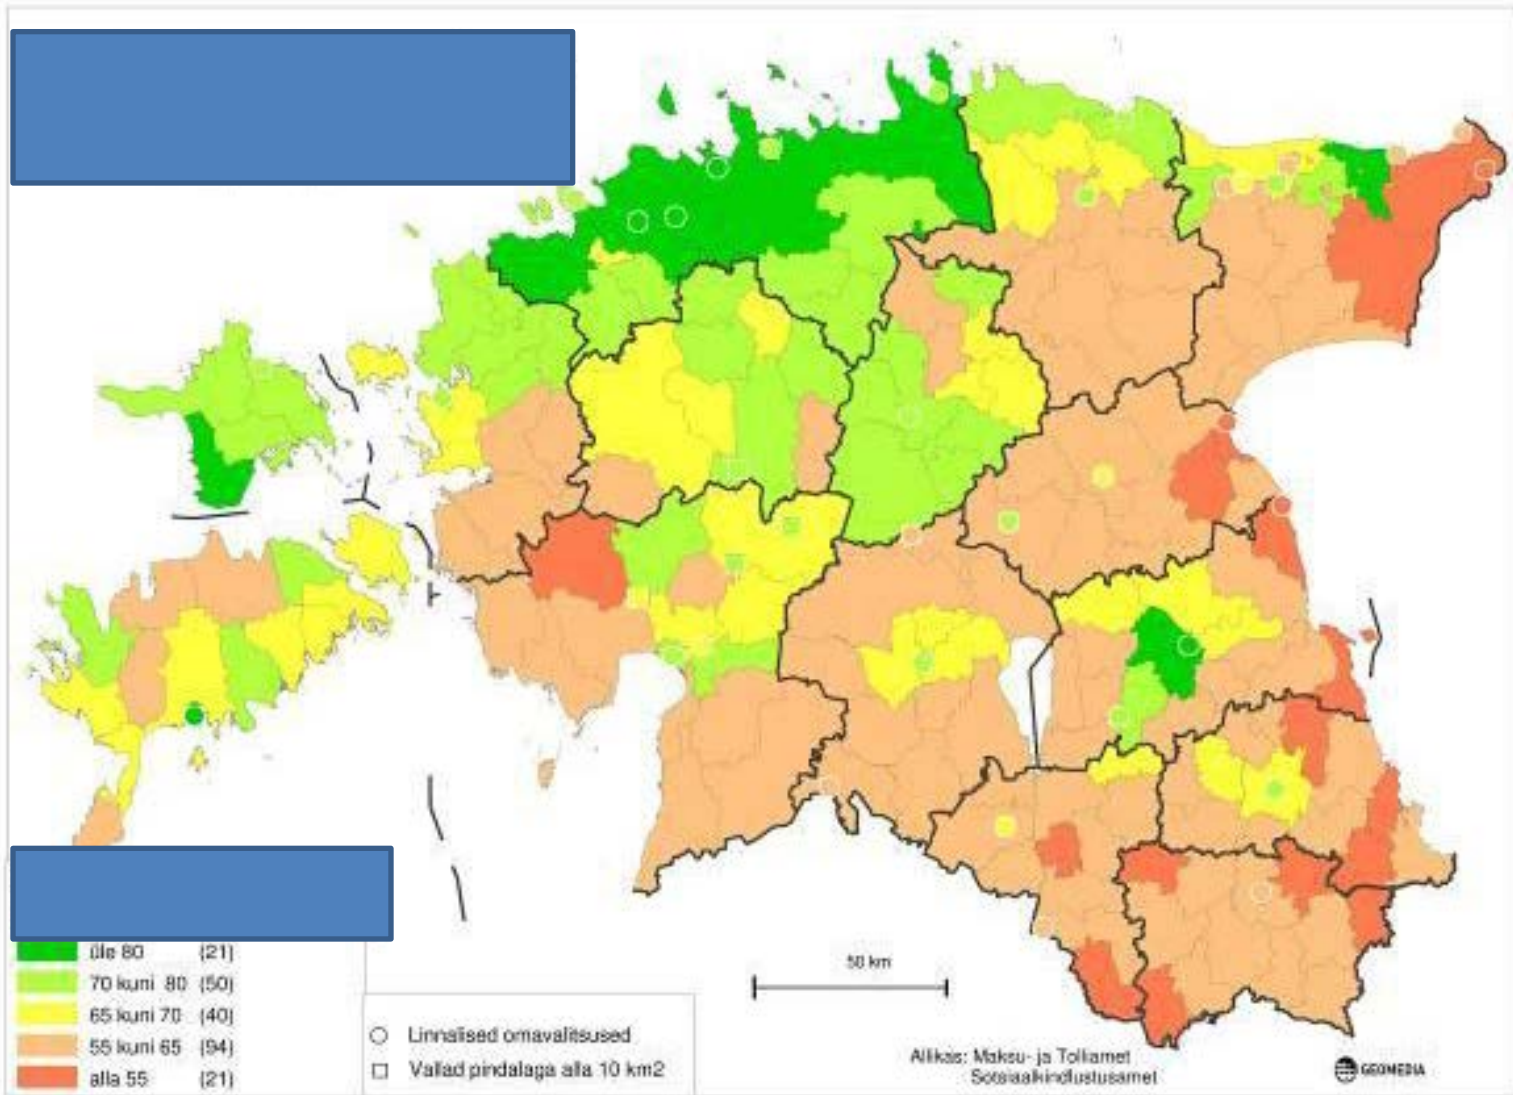 üle 80 (21)
70 kuni 80 (50)
65 kuni 70 (40)
55 kuni 65 (94)
alla 55 (21)
Linnalised omavalitsused
Vallad pindalaga alla 10 km2
50 km
Allikas: Maksu- ja Tolliamet
Sotsiaalkindlustusamet
GEOMEDIA